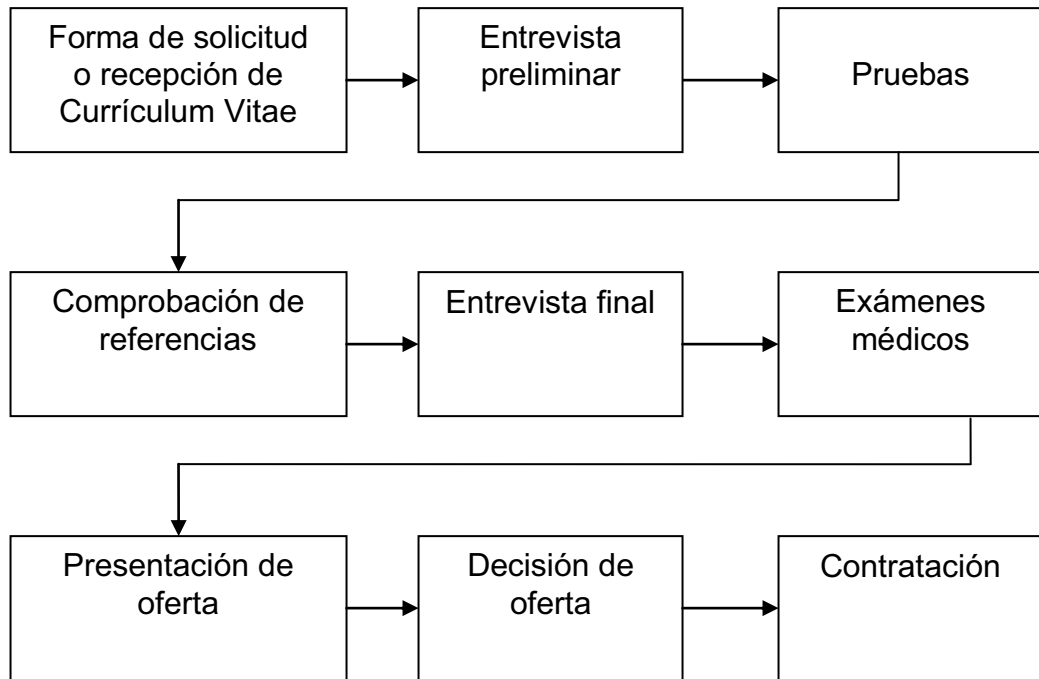 Forma de solicitud
o recepción de
Currículum Vitae
Entrevista
preliminar
Pruebas
Comprobación de
referencias
Entrevista final
Exámenes
médicos
Presentación de
oferta
Decisión de
oferta
Contratación